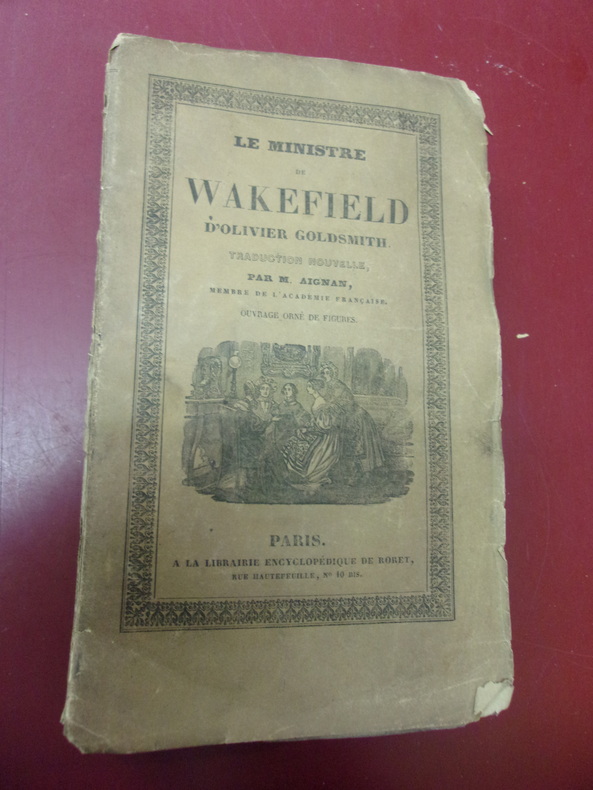 LE MINISTRE
DE
WAKEFIELD
D'OLIVIER GOLDSMITH.
TRADUCTION NOUVELLE,
PAR M. AIGNAN,
MEMBRE DE L'ACADÉMIE FRANÇAISE.
OUVRAGE ORNÉ DE FIGURES.
PARIS.
A LA LIBRAIRIE ENCYCLOPÉDIQUE DE RORET,
RUE HAUTEFEUILLE, No 10 BIS.